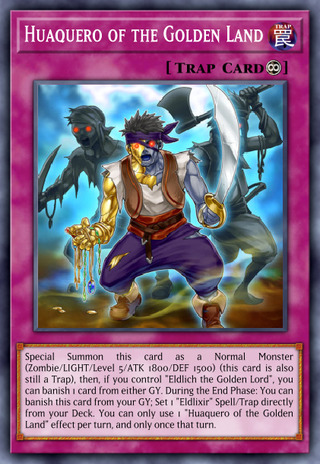 Huaquero of the Golden Land
TRAP
罠
[ Trap Card ]
Special Summon this card as a Normal Monster
(Zombie/LIGHT/Level 5/ATK 1800/DEF 1500) (this card is
also still a Trap), then, if you control "Eldlich the Golden Lord", you
can banish 1 card from either GY. During the End Phase: You can
banish this card from your GY; Set 1 "Eldlixir" Spell/Trap directly
from your Deck. You can only use 1 "Huaquero of the Golden
Land" effect per turn, and only once that turn.